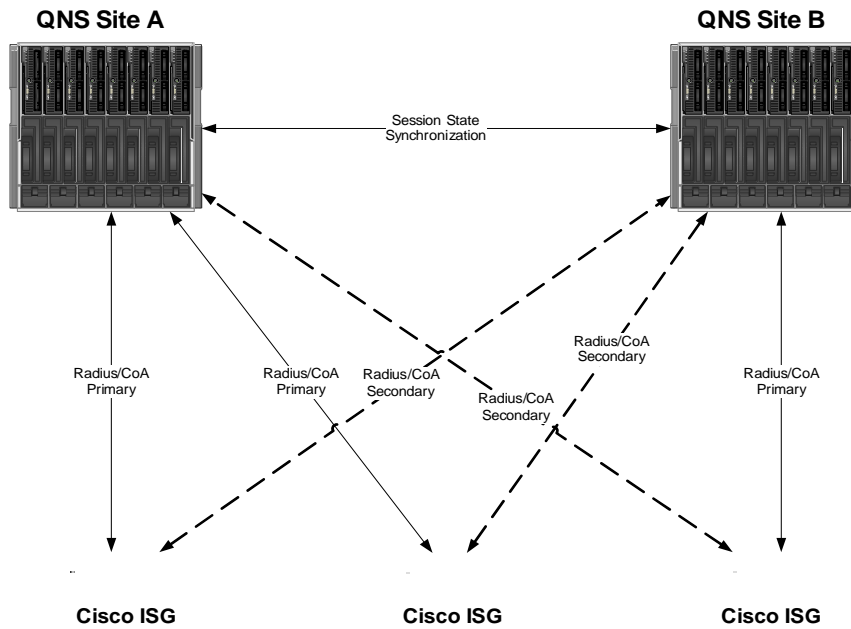 QNS Site A
QNS Site B
Session State
Synchronization
Radius/CoA
Primary
Radius/CoA
Primary
Radius/CoA
Secondary
Radius/CoA
Secondary
Radius/CoA
Secondary
Radius/CoA
Primary
Cisco ISG
Cisco ISG
Cisco ISG